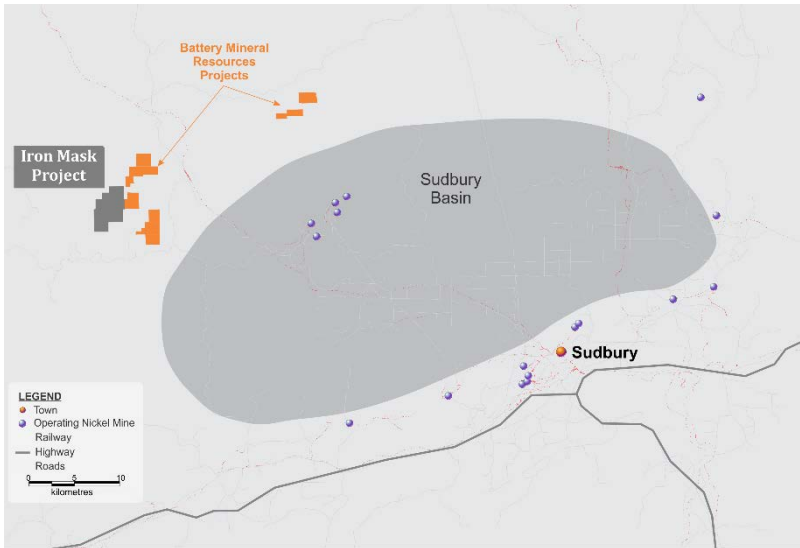 Battery Mineral
Resources
Projects
Iron Mask
Project
Sudbury
Basin
Sudbury
LEGEND
Town
Operating Nickel Mine
Railway
Highway
Roads
0 5 10
kilometres